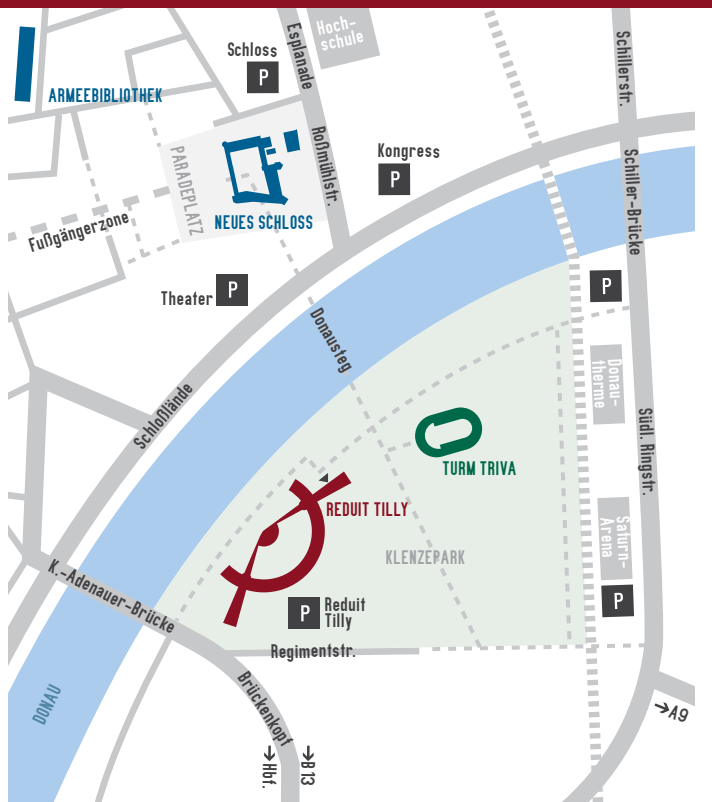 Hoch-
schule
Esplanade
Schillerstr.
Schloss
P
ARMEEBIBLIOTHEK
PARADEPLATZ
Roßmühlstr.
Kongress
P
Schiller-Brücke
NEUES SCHLOSS
Fußgängerzone
Theater
P
P
Donausteg
Donau-
therme
Schloßlände
Südl. Ringstr.
TURM TRIVA
REDUIT TILLY
KLENZEPARK
Saturn-
Arena
P
K.-Adenauer-Brücke
P
Reduit
Tilly
Regimentstr.
DONAU
Brückenkopf
→A9
→Hbf.
→B 13